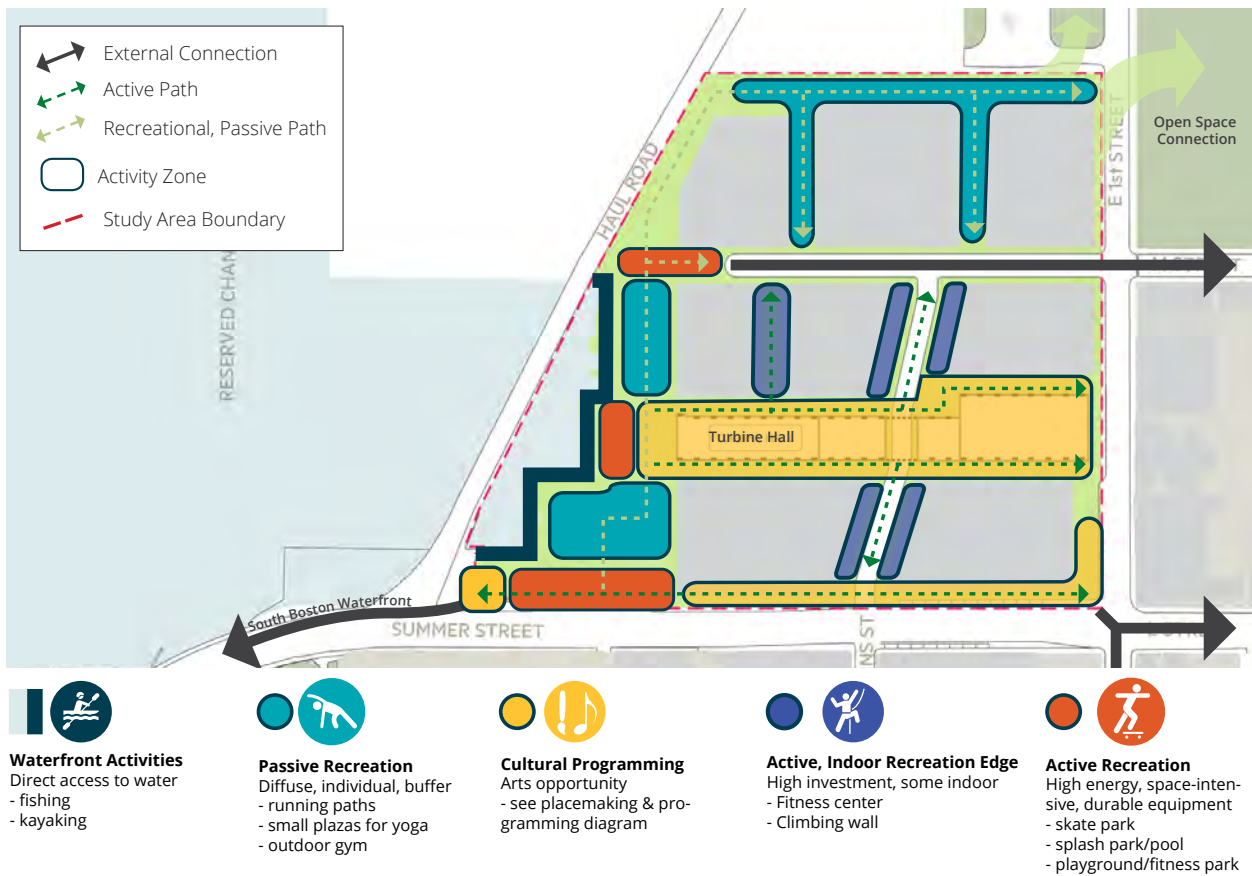 External Connection
Active Path
Recreational, Passive Path
Activity Zone
Study Area Boundary
HAUL ROAD
E 1st STREET
Open Space
Connection
RESERVED CHAN
Turbine Hall
South Boston Waterfront
SUMMER STREET
NS ST
Waterfront Activities
Direct access to water
- fishing
- kayaking
Passive Recreation
Diffuse, individual, buffer
- running paths
- small plazas for yoga
- outdoor gym
Cultural Programming
Arts opportunity
- see placemaking & pro-
gramming diagram
Active, Indoor Recreation Edge
High investment, some indoor
- Fitness center
- Climbing wall
Active Recreation
High energy, space-inten-
sive, durable equipment
- skate park
- splash park/pool
- playground/fitness park